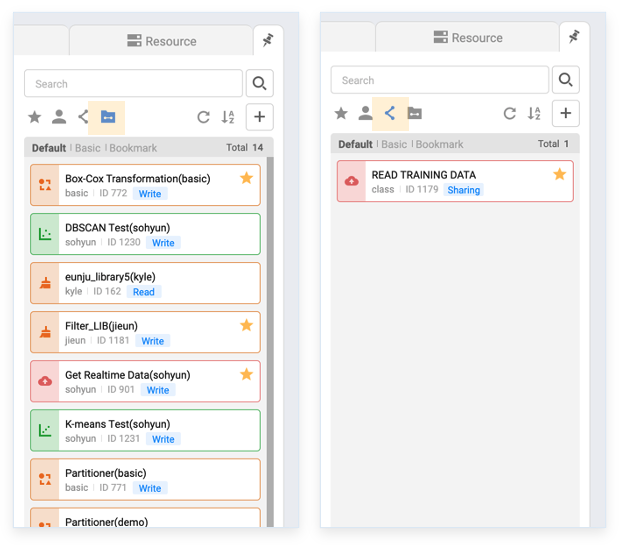 Resource
Search
Default Basic Bookmark Total 14
Box-Cox Transformation(basic)
basic ID 772 Write
DBSCAN Test(sohyun)
sohyun ID 1230 Write
eunju_library5(kyle)
kyle ID 162 Read
Filter_LIB(jieun)
jieun ID 1181 Write
Get Realtime Data(sohyun)
sohyun ID 901 Write
K-means Test(sohyun)
sohyun ID 1231 Write
Partitioner(basic)
basic ID 771 Write
Partitioner(demo)
Resource
Search
Default Basic Bookmark Total 1
READ TRAINING DATA
class ID 1179 Sharing